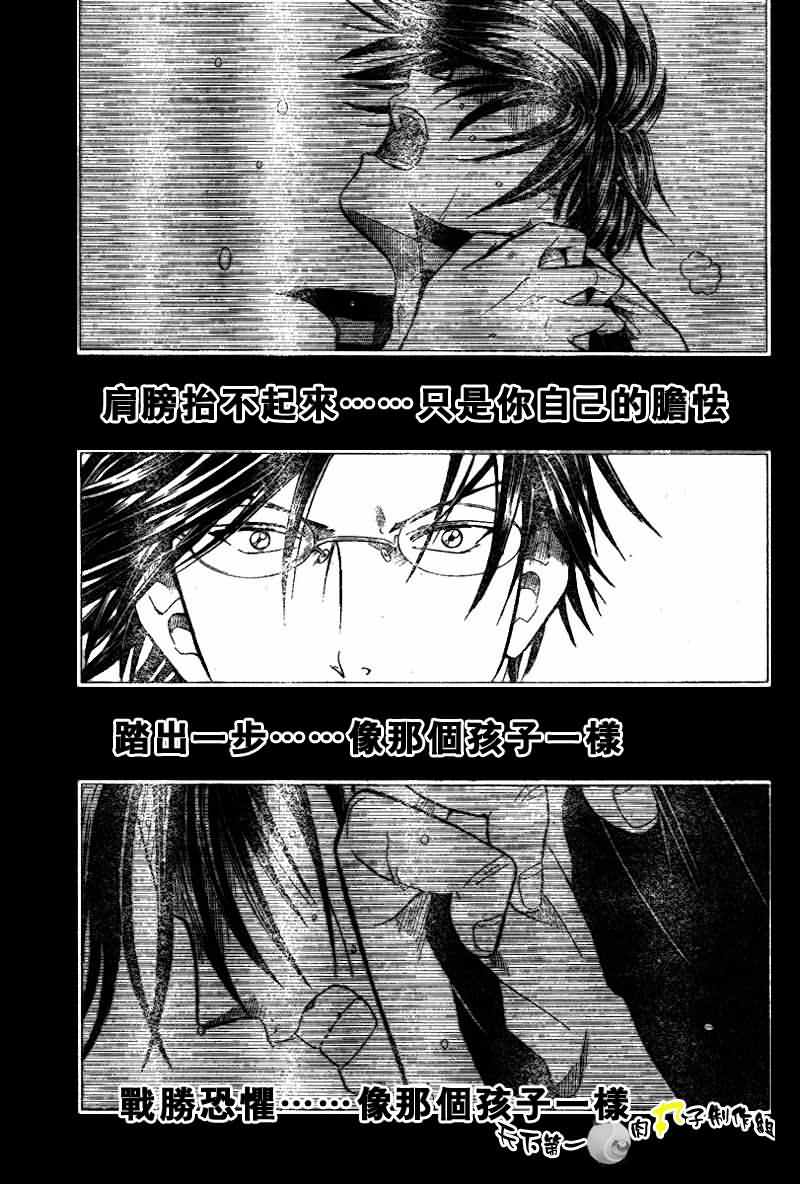 肩膀抬不起來……只是你自己的膽怯
踏出一步……像那個孩子一樣
戰勝恐懼……像那個孩子一樣
天下第一肉丸子制作組